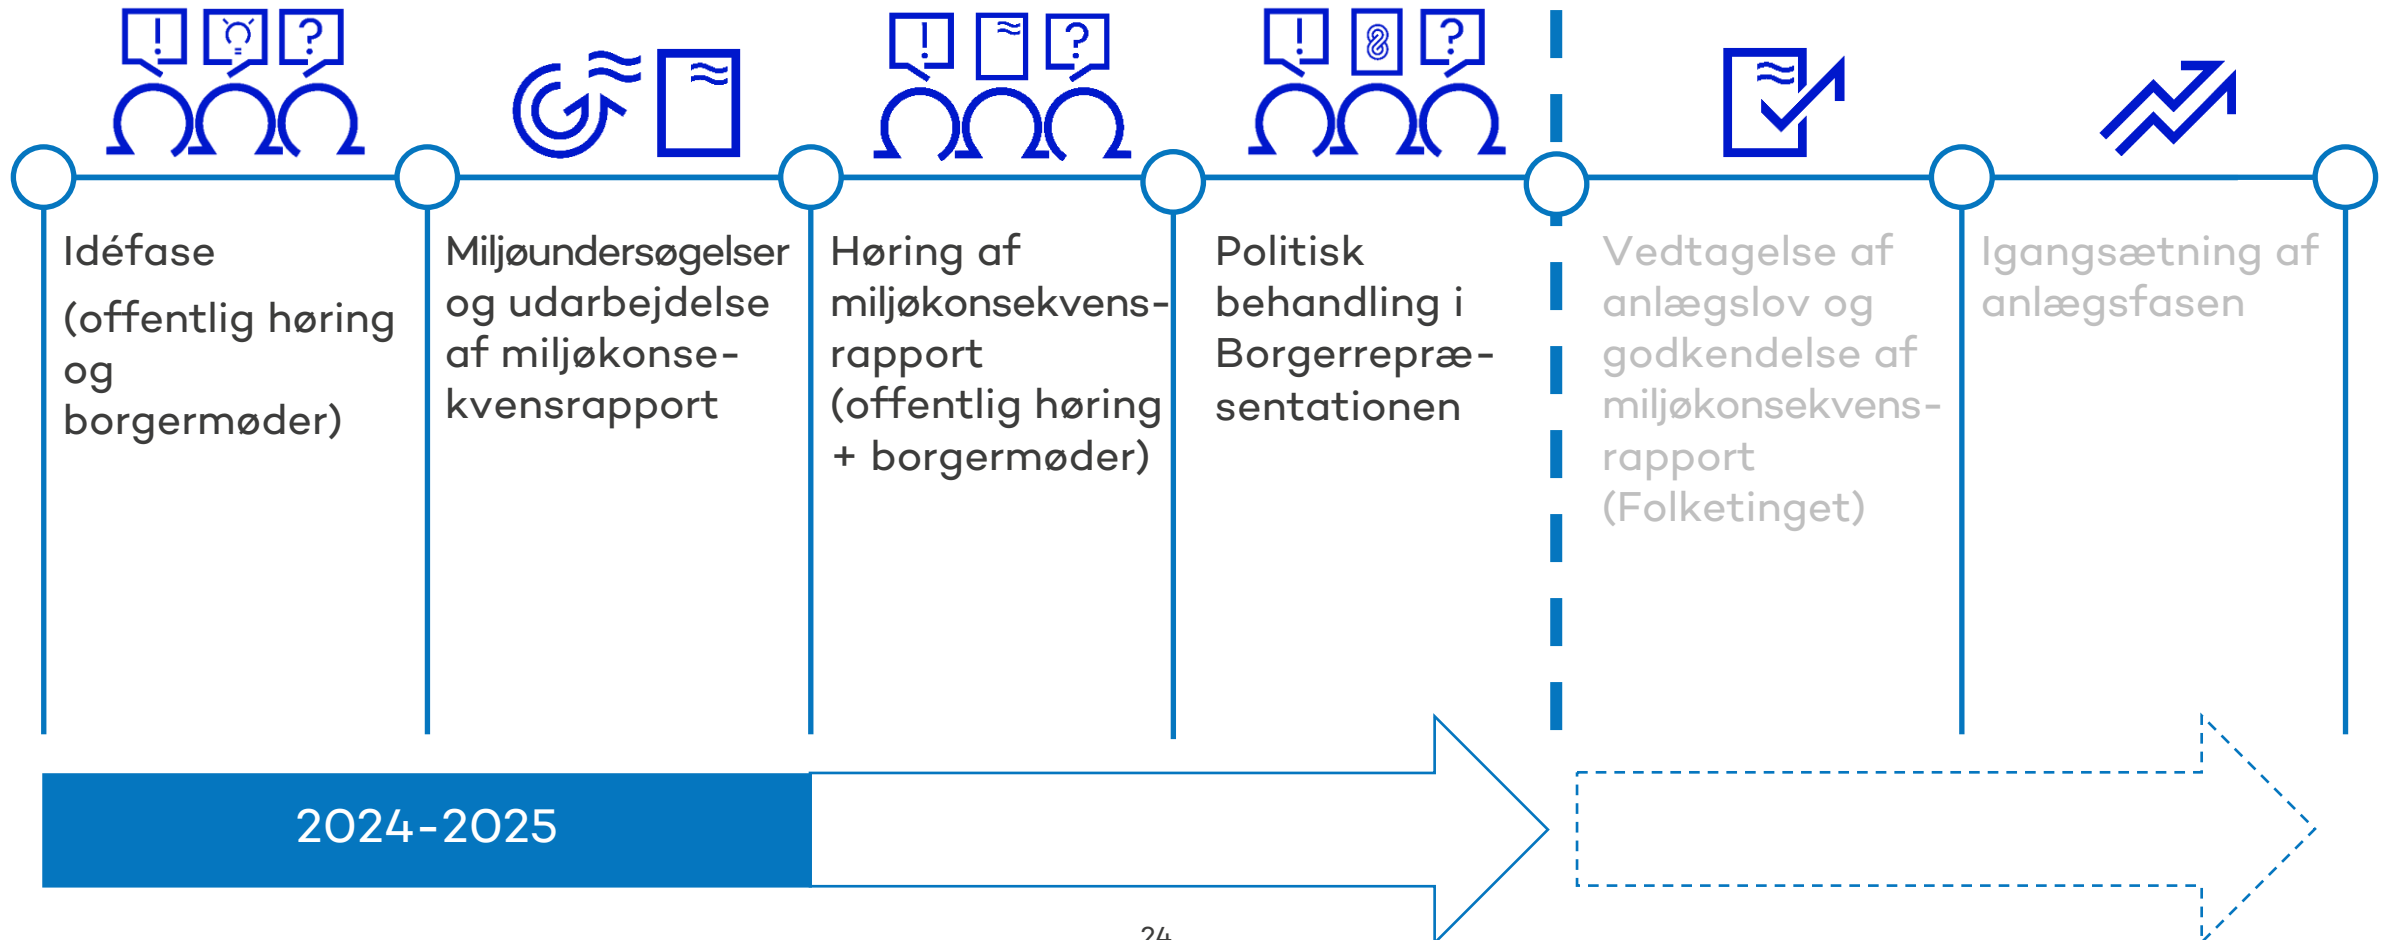 Idéfase
(offentlig høring
og
borgermøder)
Miljøundersøgelser
og udarbejdelse
af miljøkonse-
kvensrapport
Høring af
miljøkonsekvens-
rapport
(offentlig høring
+ borgermøder)
Politisk
behandling i
Borgerrepræ-
sentationen
Vedtagelse af
anlægslov og
godkendelse af
miljøkonsekvens-
rapport
(Folketinget)
Igangsætning af
anlægsfasen
2024-2025
24